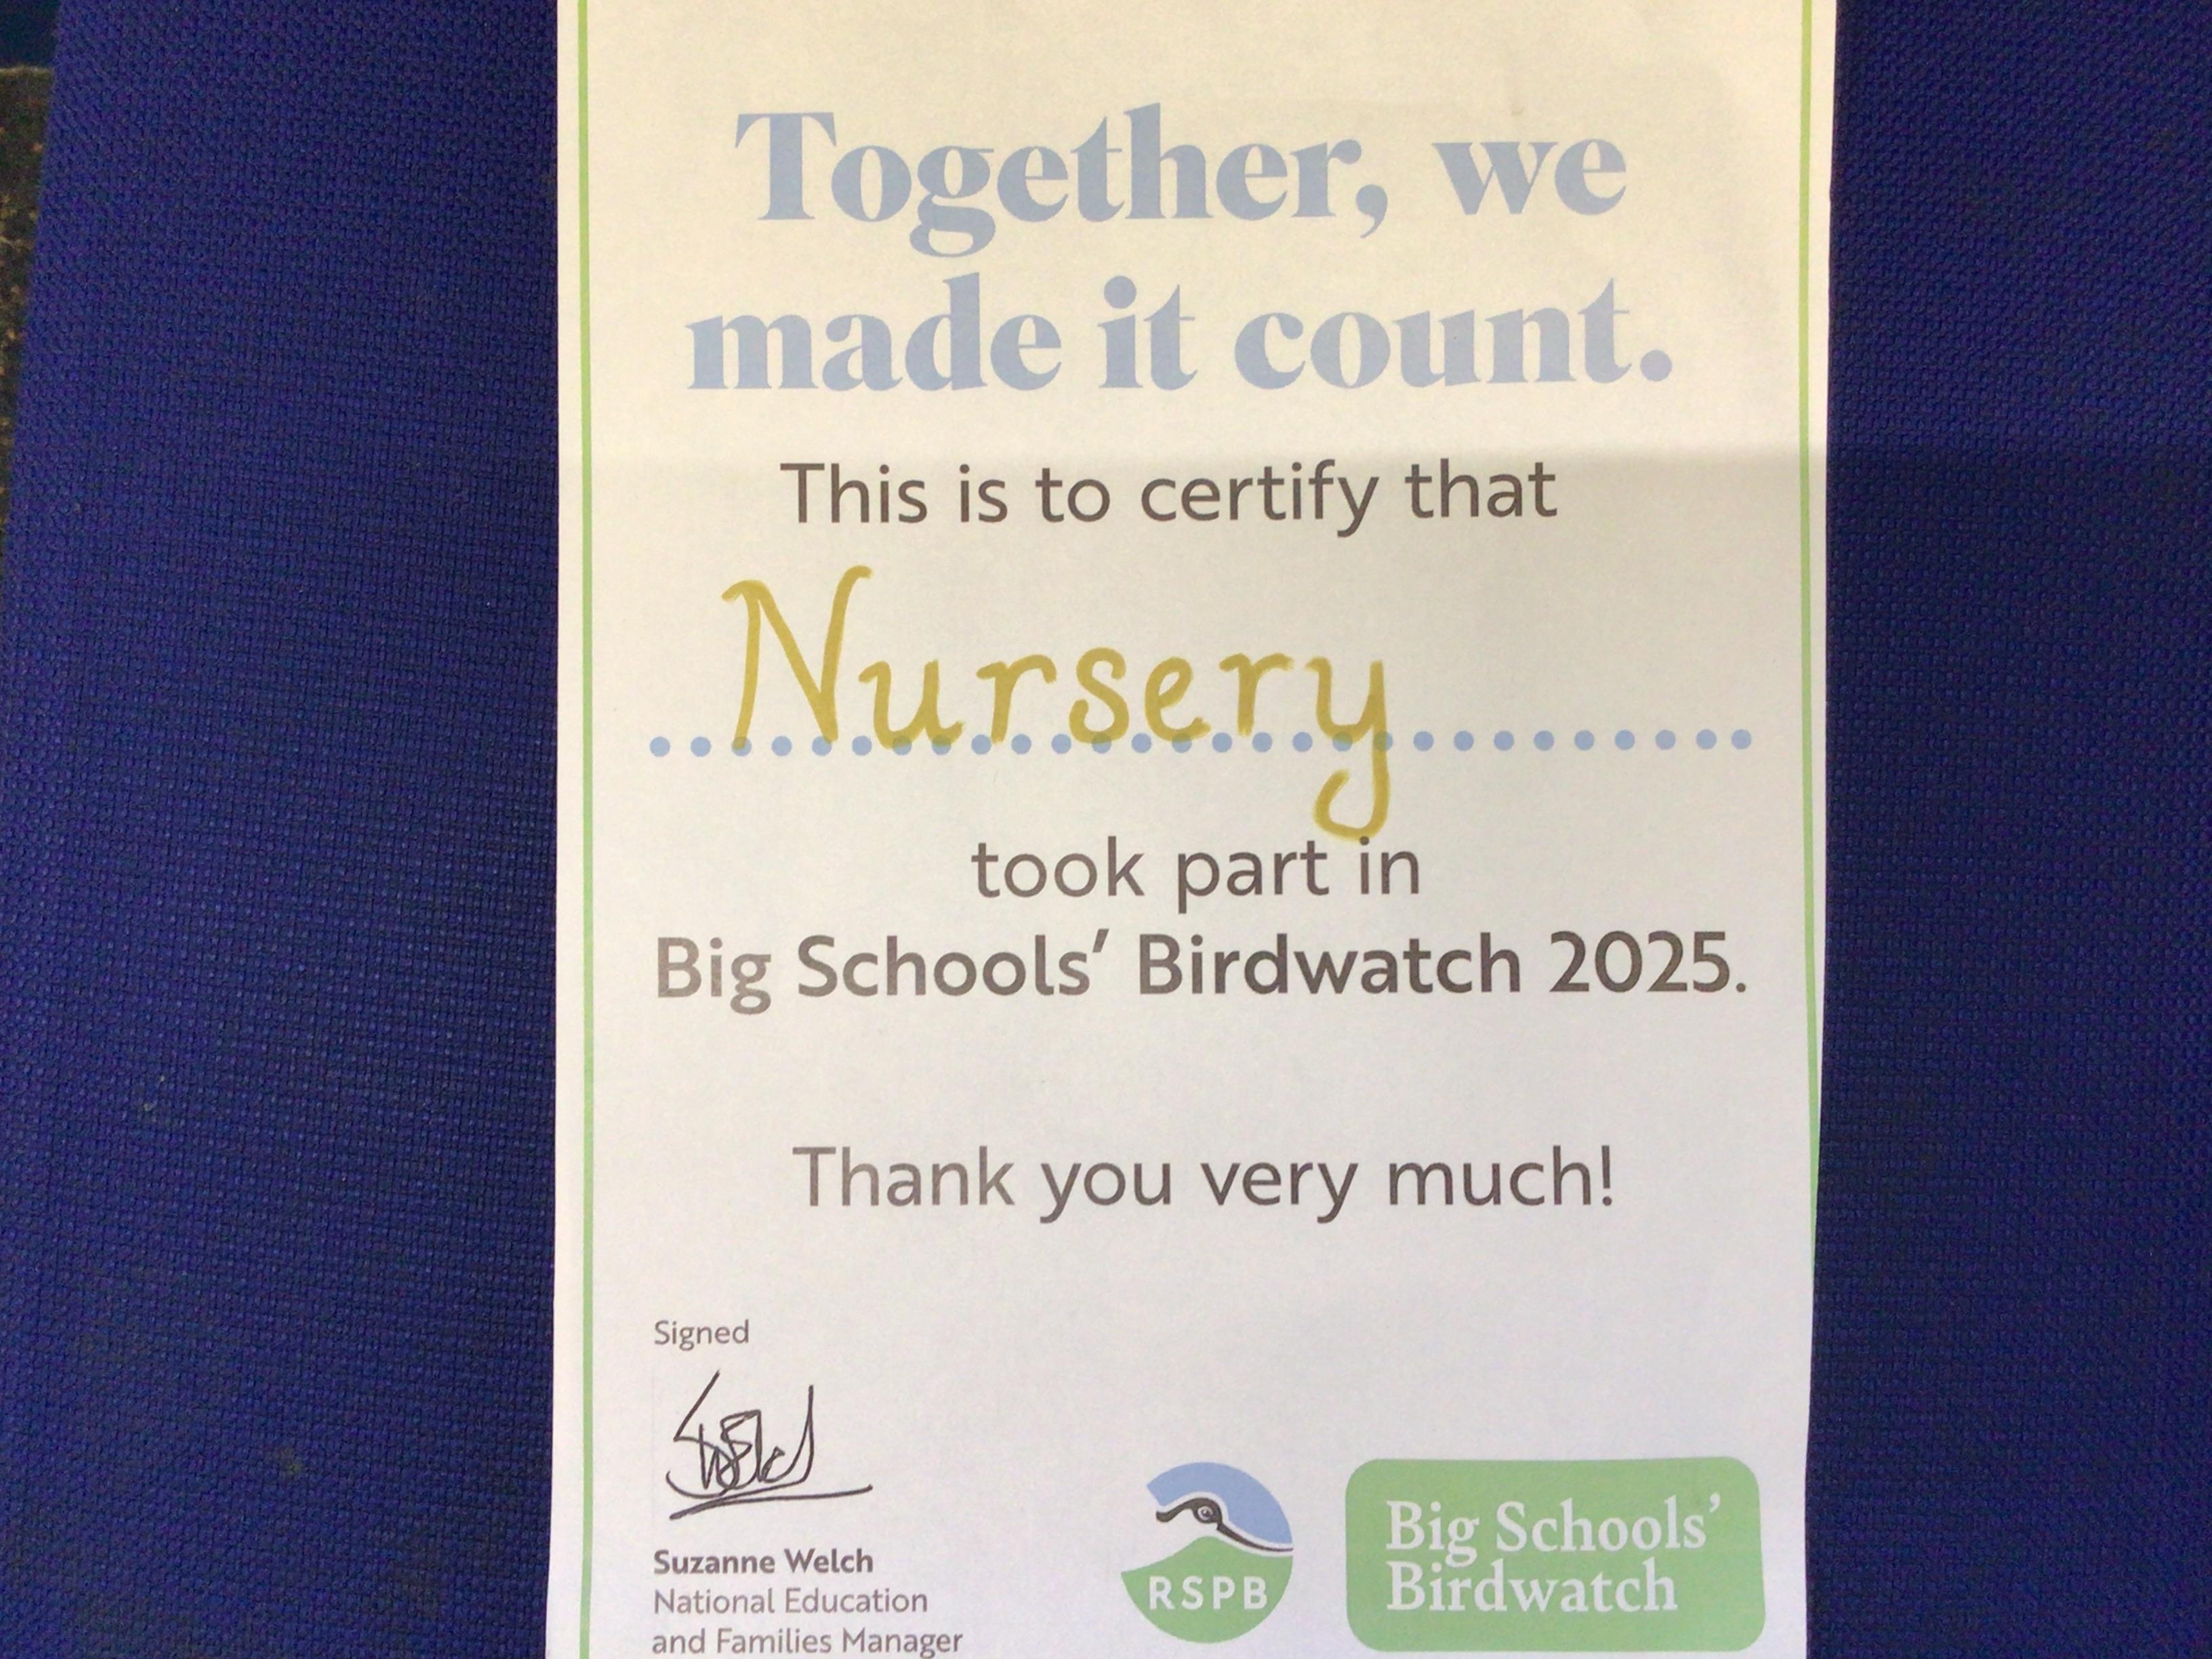 Together, we
made it count.
This is to certify that
Nursery
took part in
Big Schools’ Birdwatch 2025.
Thank you very much!
Signed
Suzanne Welch
National Education
and Families Manager
RSPB
Big Schools’
Birdwatch